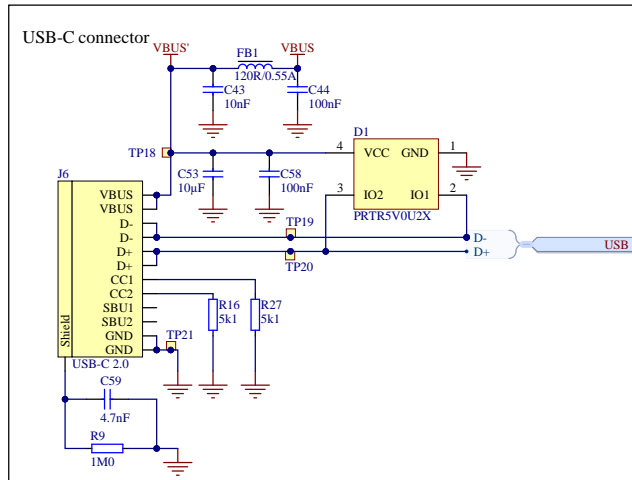 USB-C connector
VBUS'
FB1
VBUS
120R/0.55A
C43
10nF
C44
100nF
D1
TP18
4
VCC
GND
1
C53
10µF
C58
100nF
J6
3
IO2
IO1
2
PRTR5V0U2X
VBUS
VBUS
D-
TP19
D-
D-
USB
D+
D+
D+
TP20
CC1
CC2
R16
5k1
R27
5k1
SBU1
SBU2
GND
TP21
GND
Shield
USB-C 2.0
C59
4.7nF
R9
1M0